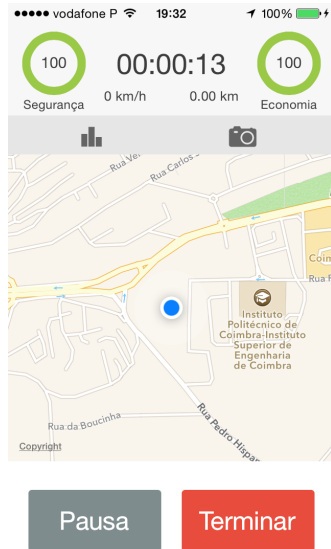 vodafone P 19:32 100%
100 00:00:13 100
Segurança 0 km/h 0.00 km Economia
Rua Carlos
Instituto
Politécnico de
Coimbra-Instituto
Superior de
Engenharia
de Coimbra
Rua da Boucinha
Rua Pedro Hispan
Copyright
Pausa Terminar